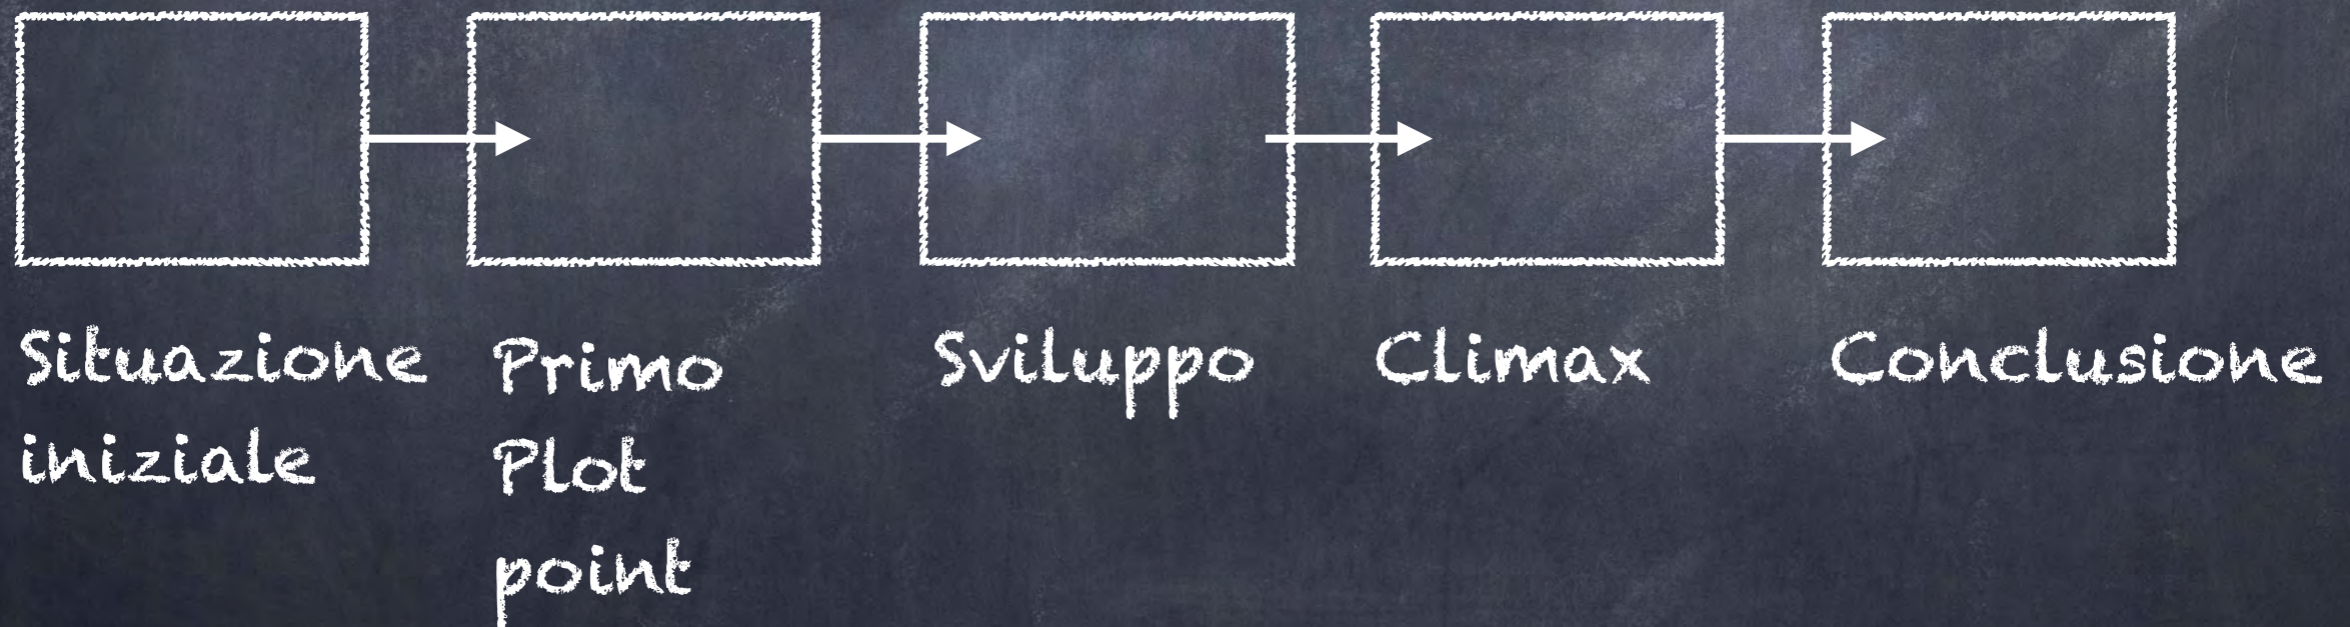 Situazione
iniziale
Primo
Plot
point
Sviluppo
Climax
Conclusione